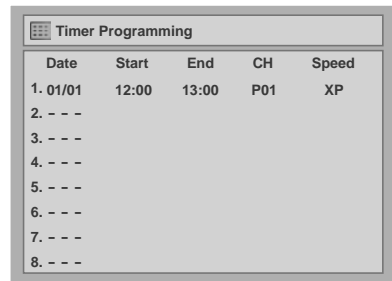 Timer Programming
Date Start End CH Speed
1. 01/01 12:00 13:00 P01 XP
2. – – –
3. – – –
4. – – –
5. – – –
6. – – –
7. – – –
8. – – –